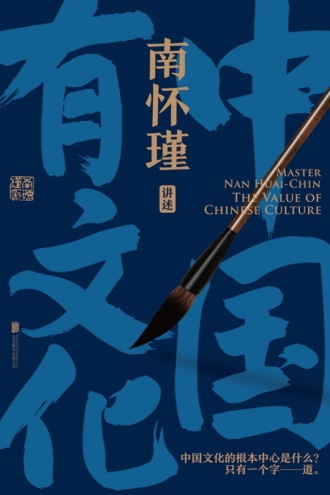 中国
有文化
南怀瑾
讲述
MASTER
NAN HUAI-CHIN
THE VALUE OF
CHINESE CULTURE
中国文化的根本中心是什么？
只有一个字——道。